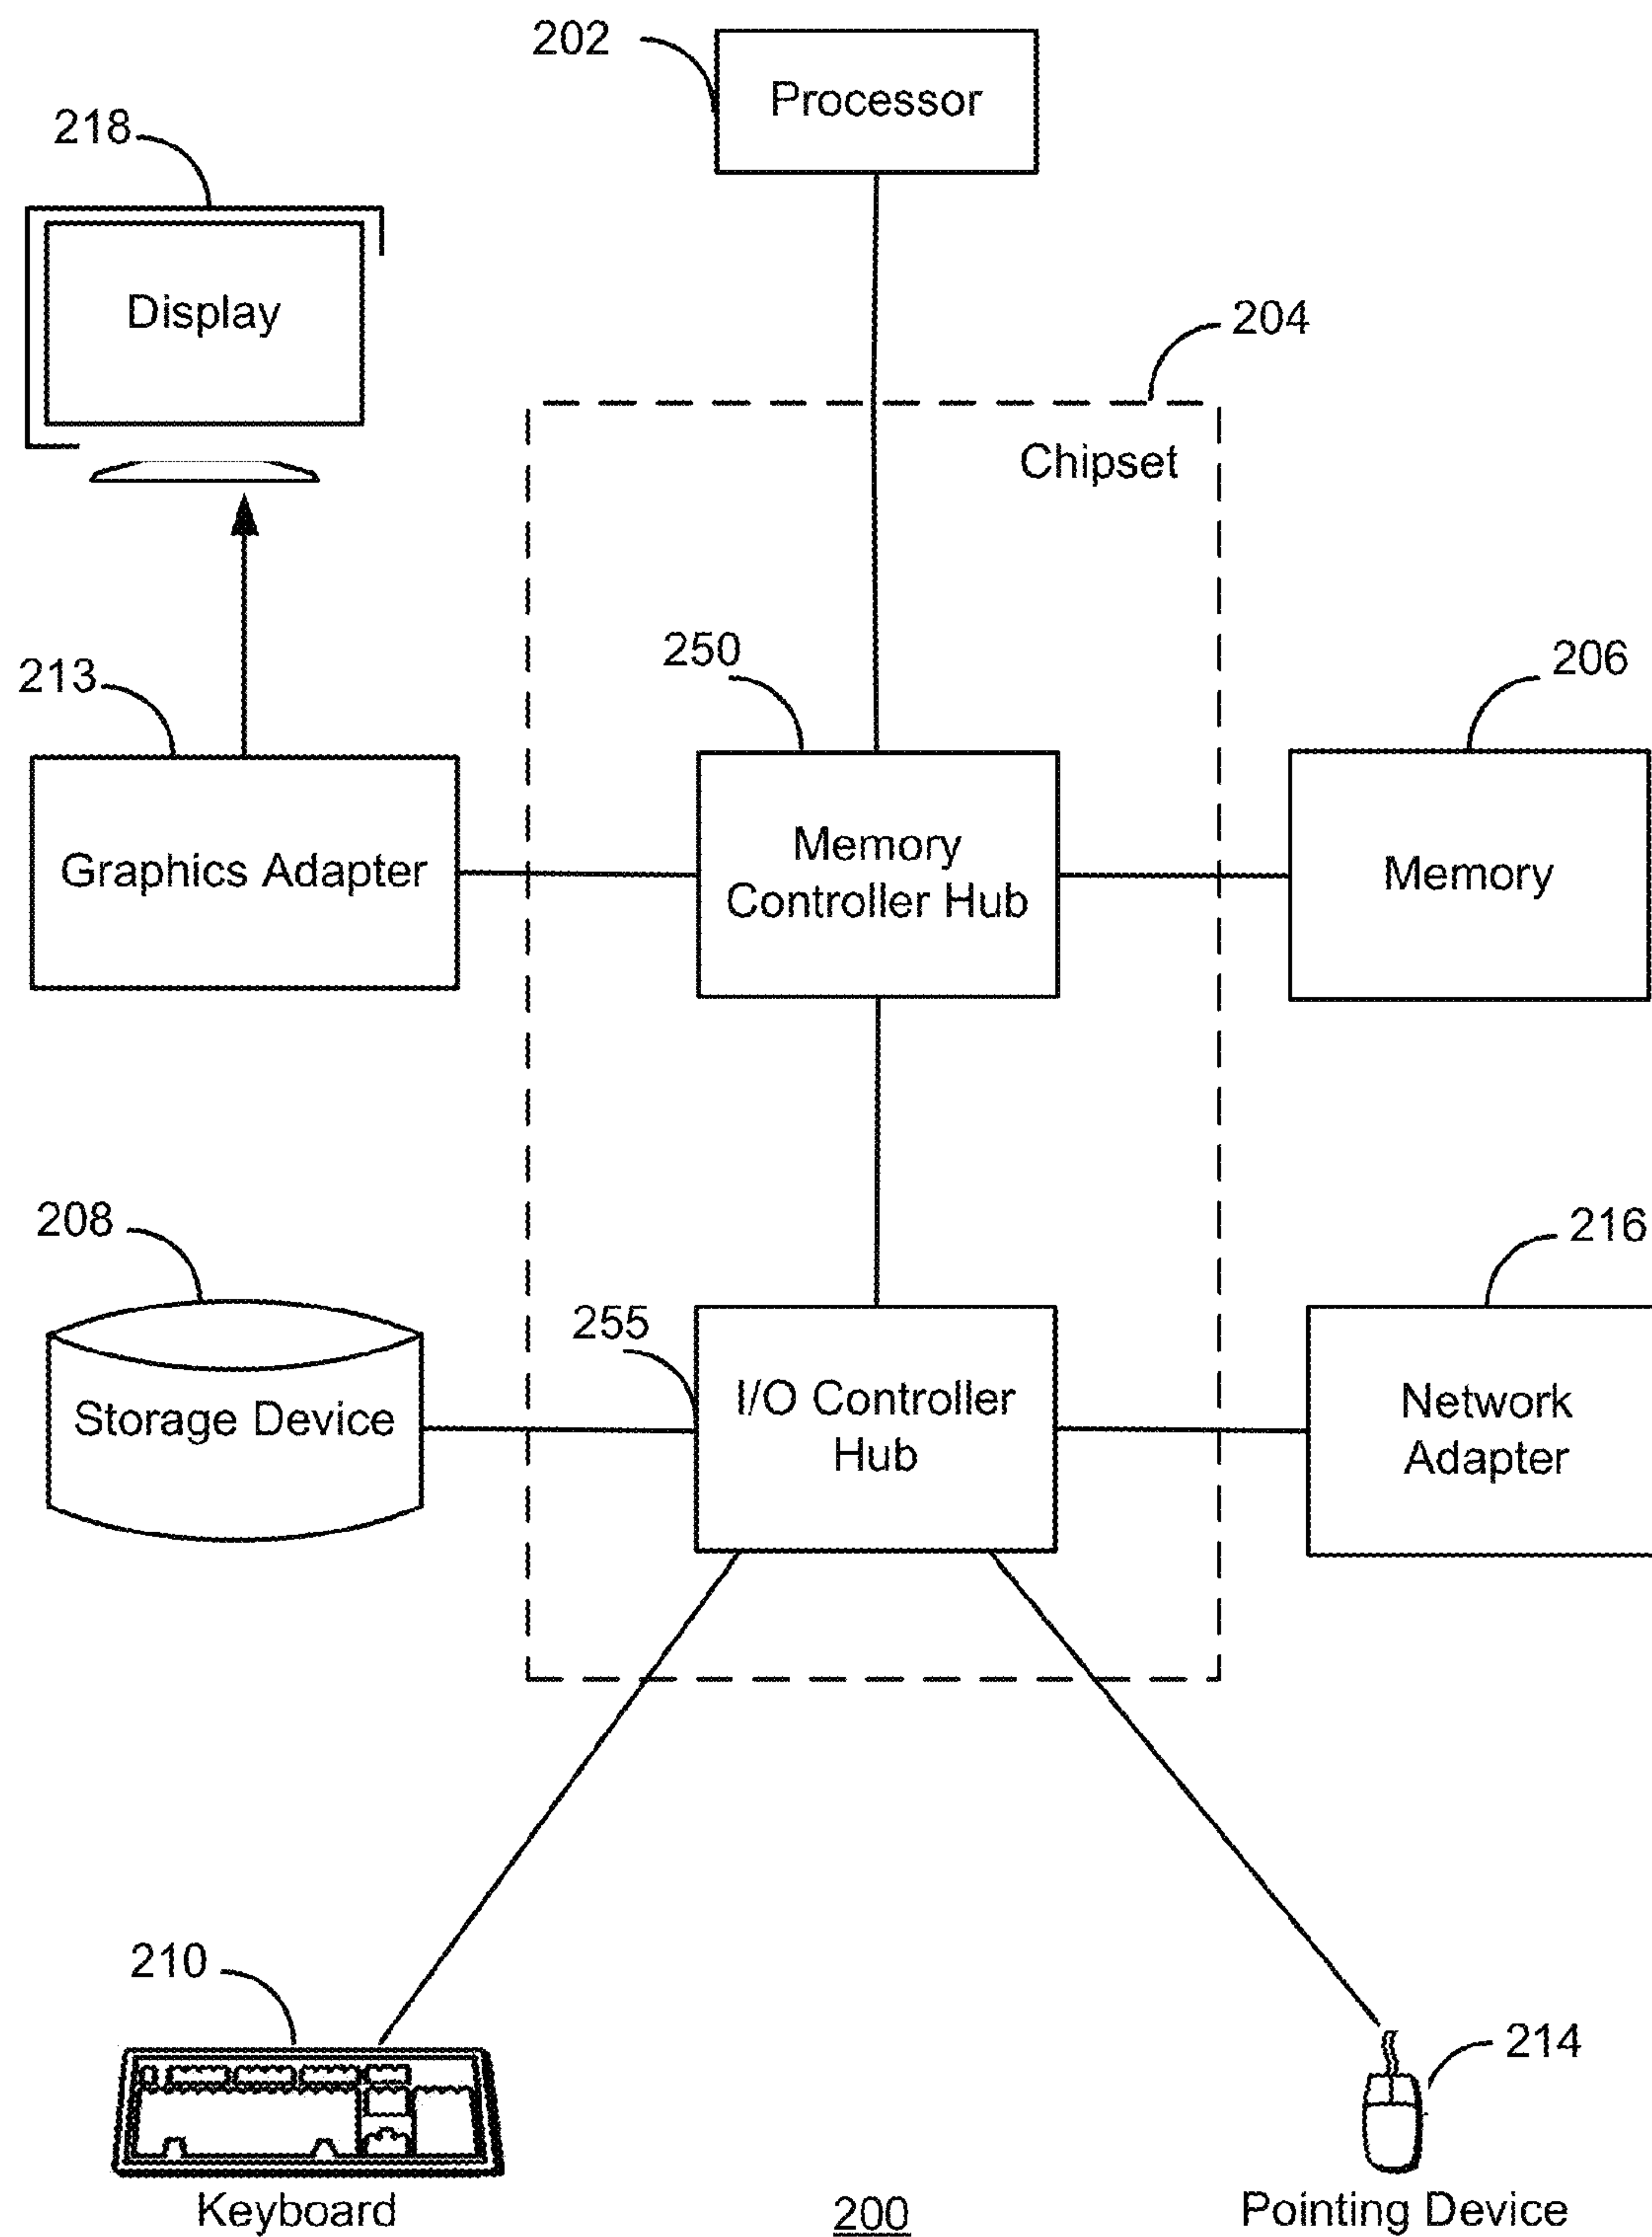 202
Processor
218
Display
204
Chipset
213
250
206
Graphics Adapter
Memory
Controller Hub
Memory
208
255
216
Storage Device
I/O Controller
Hub
Network
Adapter
210
214
Keyboard
200
Pointing Device